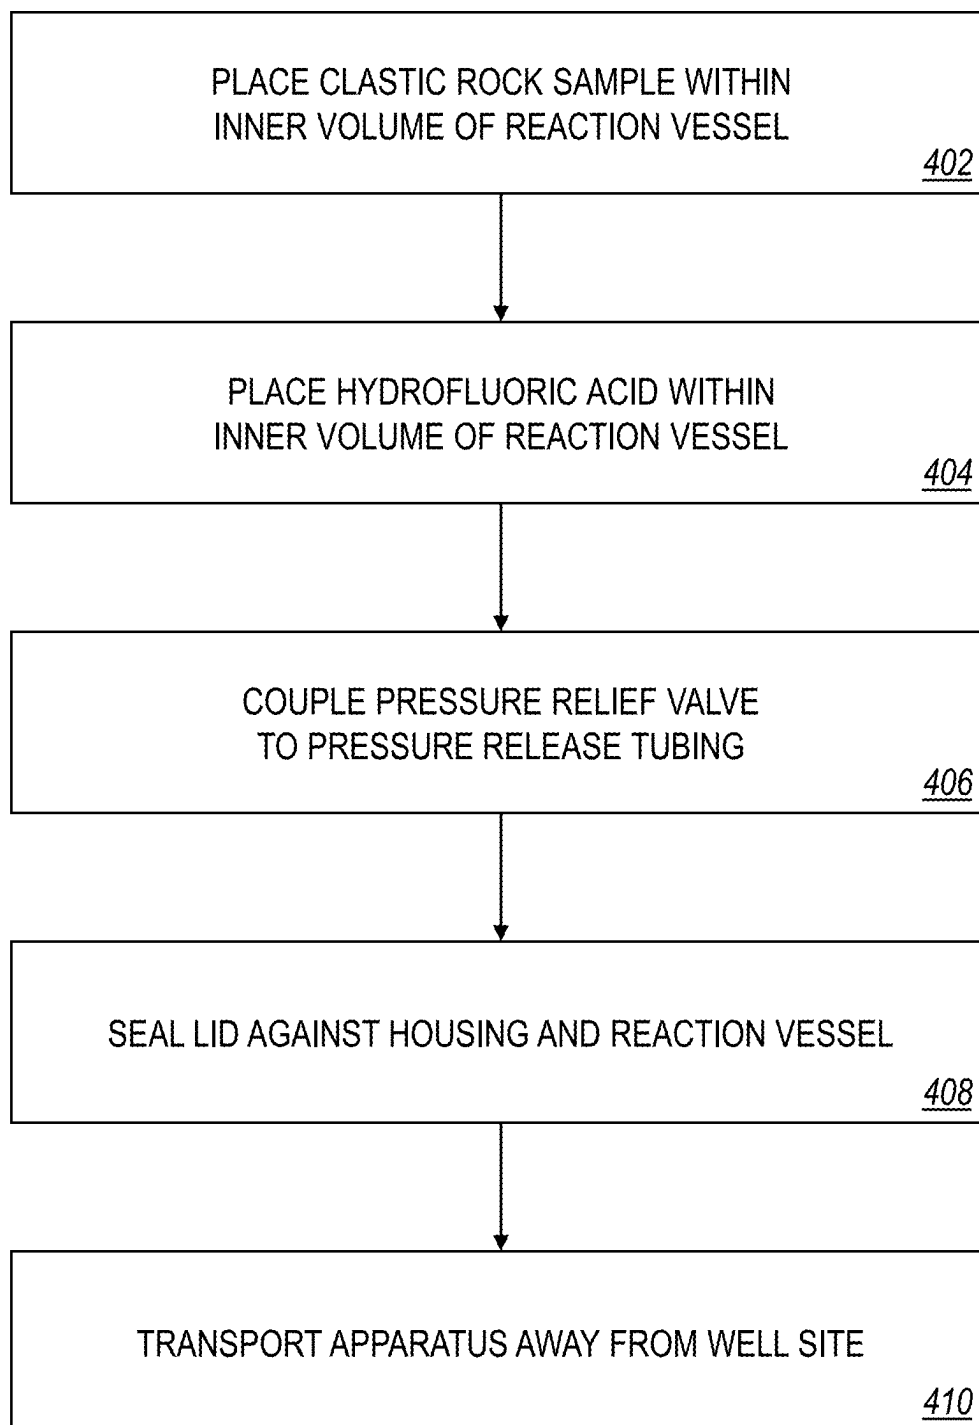 PLACE CLASTIC ROCK SAMPLE WITHIN
INNER VOLUME OF REACTION VESSEL
402
PLACE HYDROFLUORIC ACID WITHIN
INNER VOLUME OF REACTION VESSEL
404
COUPLE PRESSURE RELIEF VALVE
TO PRESSURE RELEASE TUBING
406
SEAL LID AGAINST HOUSING AND REACTION VESSEL
408
TRANSPORT APPARATUS AWAY FROM WELL SITE
410